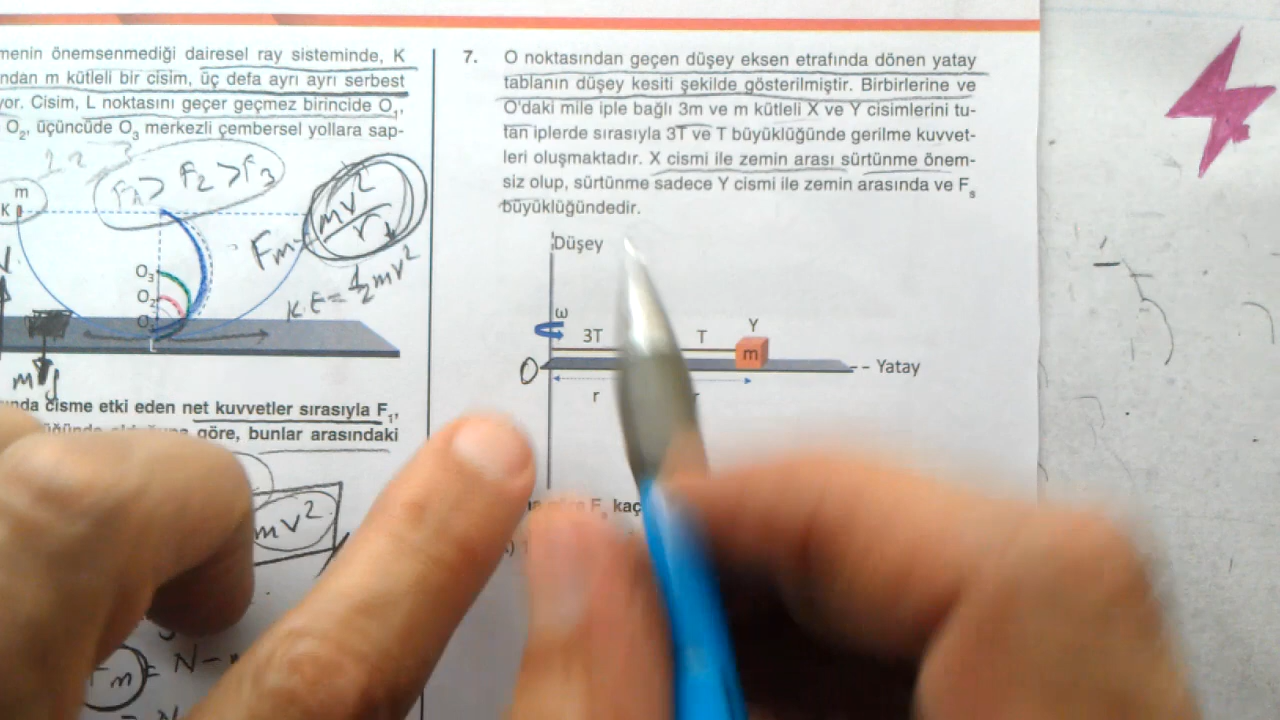 menin önemsenmediği dairesel ray sisteminde, K
ndan m kütleli bir cisim, üç defa ayrı ayrı serbest
yor. Cisim, L noktasını geçer geçmez birincide O₁,
O₂, üçüncüde O₃ merkezli çembersel yollara sap-
F₁ > F₂ > F₃
m
K
Fm = mv²/r
K.E = 1/2 mv²
O₃
O₂
O
L
N
mg
nda cisme etki eden net kuvvetler sırasıyla F₁,
göre, bunlar arasındaki
mv²
m = N -
7. O noktasından geçen düşey eksen etrafında dönen yatay
tablanın düşey kesiti şekilde gösterilmiştir. Birbirlerine ve
O'daki mile iple bağlı 3m ve m kütleli X ve Y cisimlerini tu-
tan iplerde sırasıyla 3T ve T büyüklüğünde gerilme kuvvet-
leri oluşmaktadır. X cismi ile zemin arası sürtünme önem-
siz olup, sürtünme sadece Y cismi ile zemin arasında ve Fs
büyüklüğündedir.
Düşey
ω
3T
T
Y
m
O
Yatay
r
r
F kaç